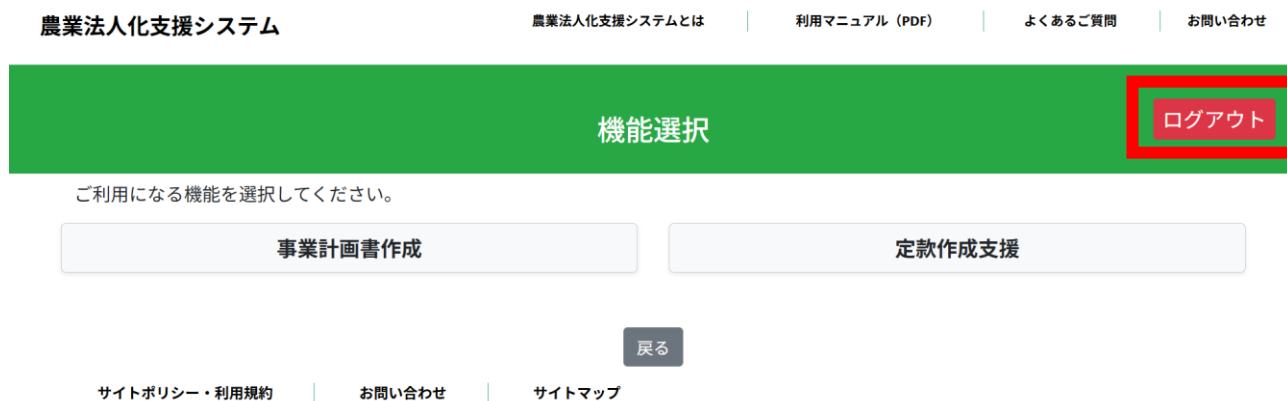 農業法人化支援システム
農業法人化支援システムとは
利用マニュアル（PDF）
よくあるご質問
お問い合わせ
機能選択
ログアウト
ご利用になる機能を選択してください。
事業計画書作成
定款作成支援
戻る
サイトポリシー・利用規約
お問い合わせ
サイトマップ